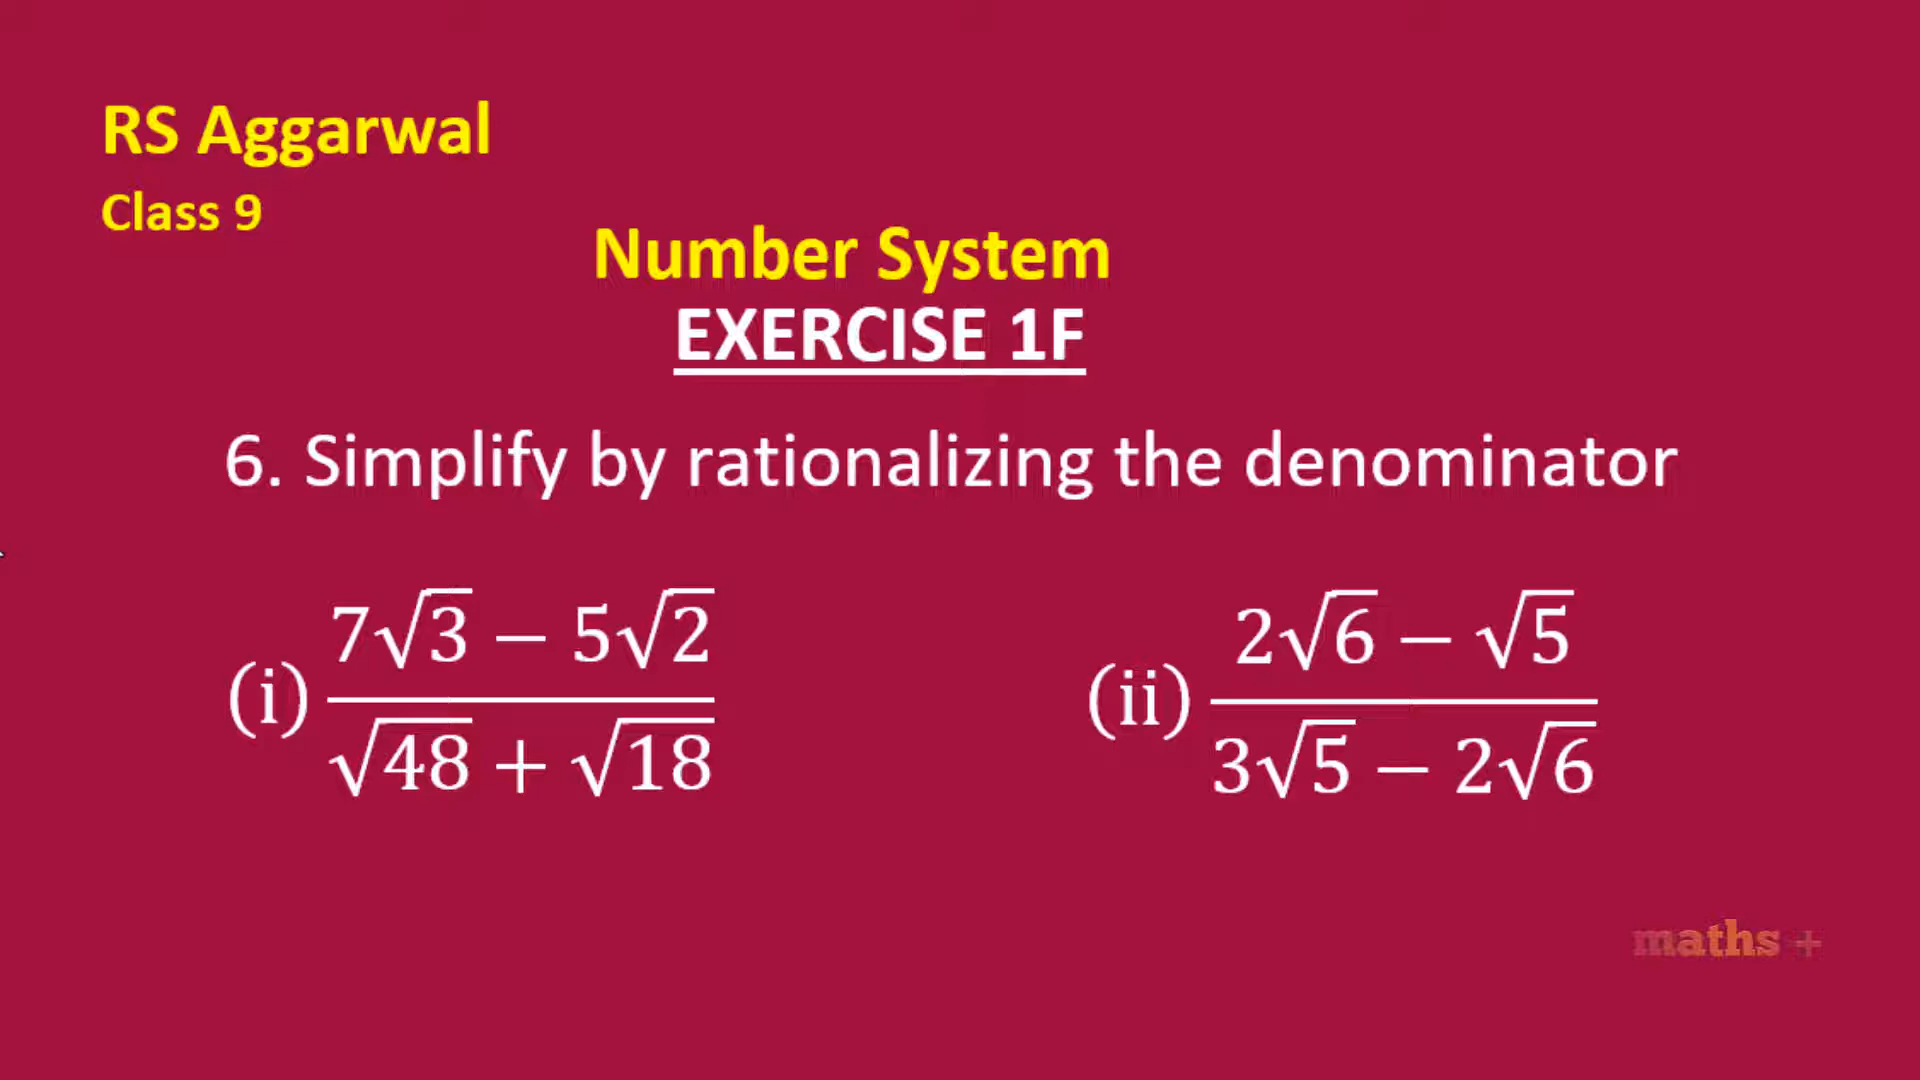 RS Aggarwal
Class 9
Number System
EXERCISE 1F
6. Simplify by rationalizing the denominator
(i) (7√3 − 5√2)/(√48 + √18) (ii) (2√6 − √5)/(3√5 − 2√6)
maths +